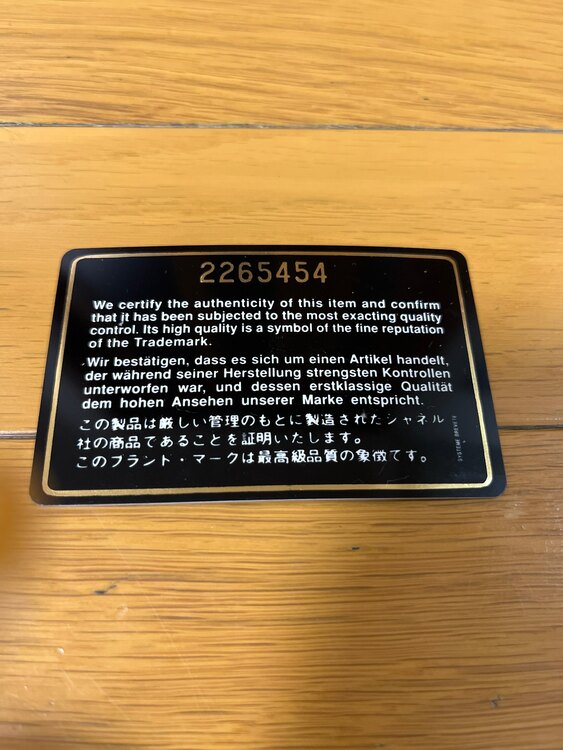 2265454
We certify the authenticity of this item and confirm
that it has been subjected to the most exacting quality
control. Its high quality is a symbol of the fine reputation
of the Trademark.
Wir bestätigen, dass es sich um einen Artikel handelt,
der während seiner Herstellung strengsten Kontrollen
unterworfen war, und dessen erstklassige Qualität
dem hohen Ansehen unserer Marke entspricht.
この製品は厳しい管理のもとに製造されたシャネル
社の商品であることを証明いたします。
このブランド・マークは最高級品質の象徴です。
SYSTEME BREVETE